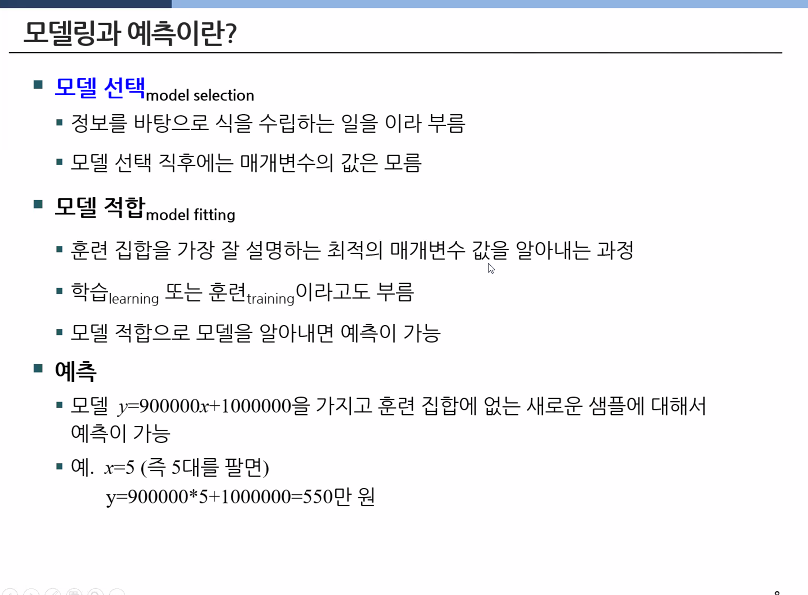 모델링과 예측이란?
모델 선택model selection
정보를 바탕으로 식을 수립하는 일을 이라 부름
모델 선택 직후에는 매개변수의 값은 모름
모델 적합model fitting
훈련 집합을 가장 잘 설명하는 최적의 매개변수 값을 알아내는 과정
학습learning 또는 훈련training이라고도 부름
모델 적합으로 모델을 알아내면 예측이 가능
예측
모델 y=900000x+1000000을 가지고 훈련 집합에 없는 새로운 샘플에 대해서
예측이 가능
예. x=5 (즉 5대를 팔면)
y=900000*5+1000000=550만 원